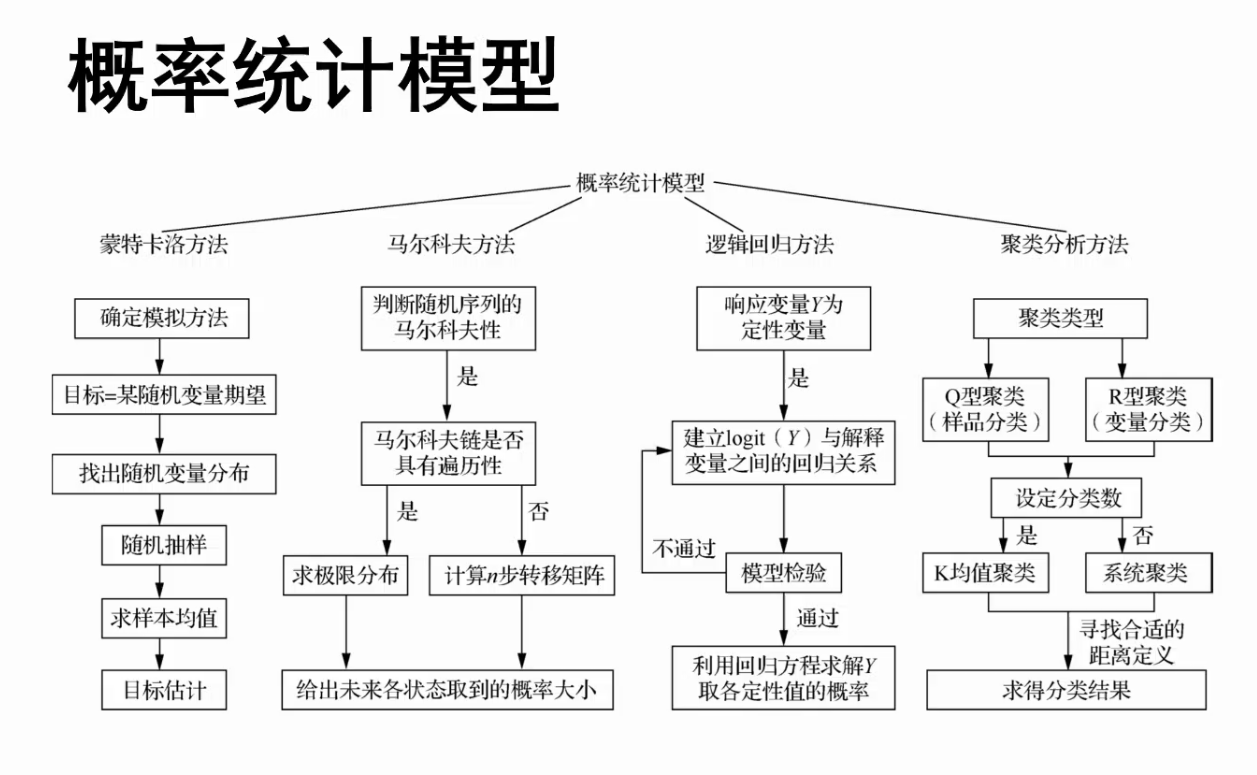 概率统计模型
概率统计模型
蒙特卡洛方法
确定模拟方法
目标=某随机变量期望
找出随机变量分布
随机抽样
求样本均值
目标估计
马尔科夫方法
判断随机序列的
马尔科夫性
是
马尔科夫链是否
具有遍历性
是
否
求极限分布
计算n步转移矩阵
给出未来各状态取到的概率大小
逻辑回归方法
响应变量Y为
定性变量
是
建立logit（Y）与解释
变量之间的回归关系
不通过
模型检验
通过
利用回归方程求解Y
取各定性值的概率
聚类分析方法
聚类类型
Q型聚类
（样品分类）
R型聚类
（变量分类）
设定分类数
是
否
K均值聚类
系统聚类
寻找合适的
距离定义
求得分类结果